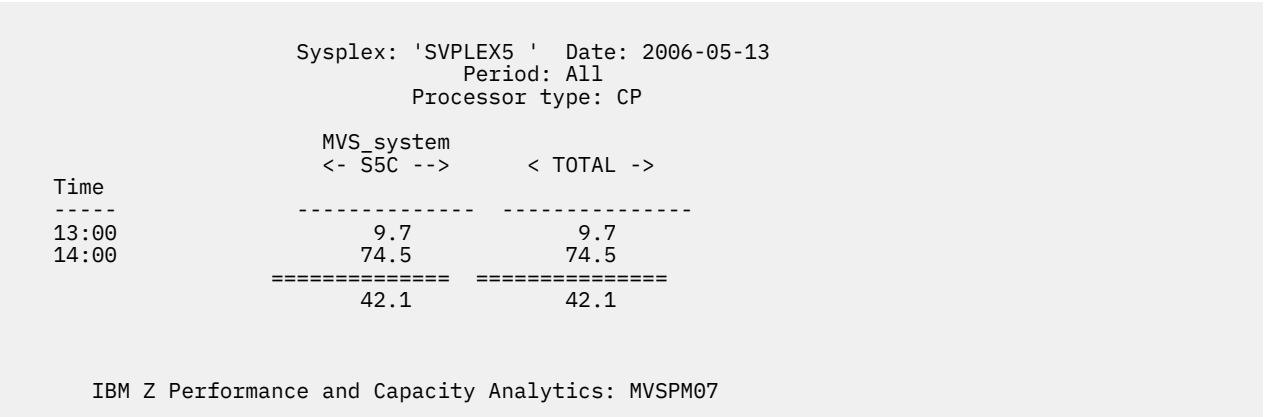 Sysplex: 'SVPLEX5 '  Date: 2006-05-13
Period: All
Processor type: CP
MVS_system
<- S5C -->      < TOTAL ->
Time
-----              --------------  ---------------
13:00                    9.7             9.7
14:00                   74.5            74.5
==============  ===============
42.1            42.1
IBM Z Performance and Capacity Analytics: MVSPM07